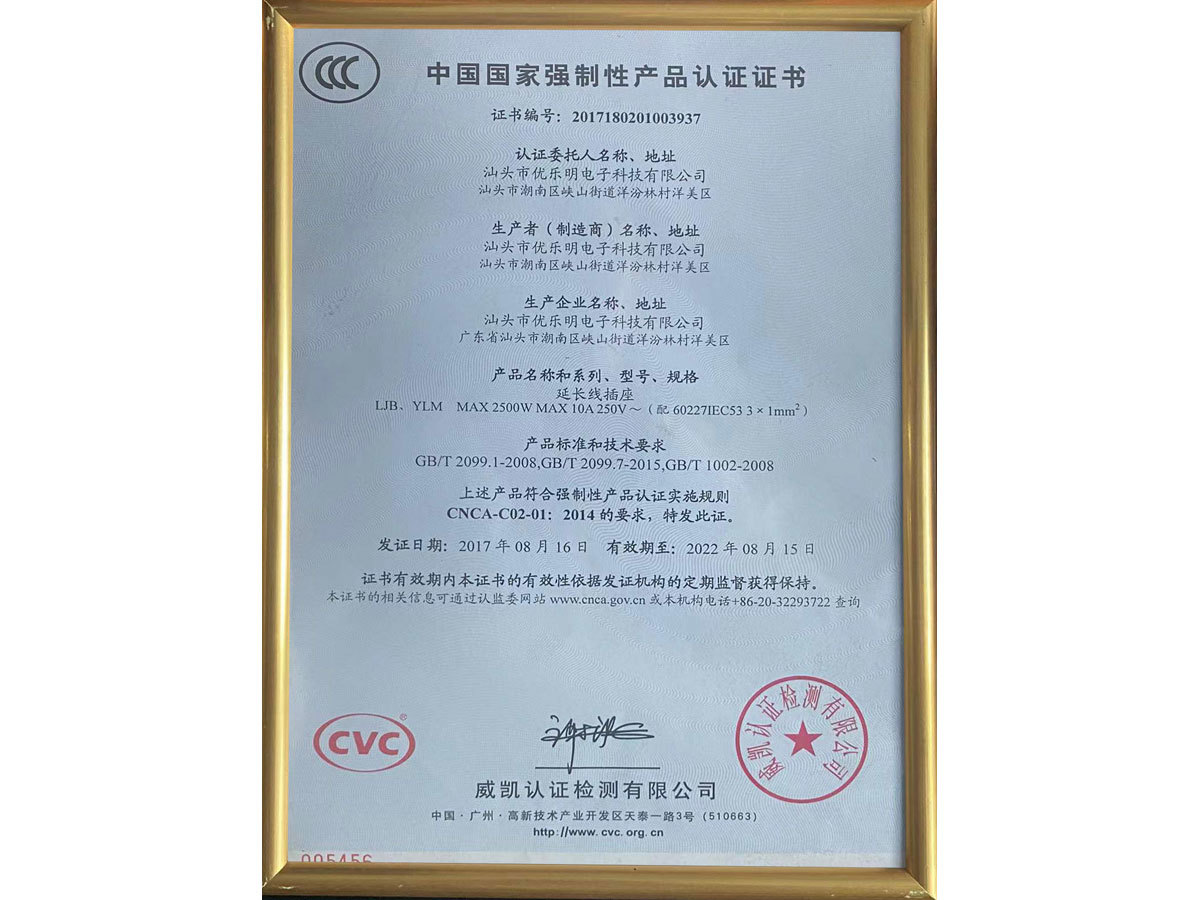 CCC
中国国家强制性产品认证证书
证书编号：2017180201003937
认证委托人名称、地址
汕头市优乐明电子科技有限公司
汕头市潮南区峡山街道洋汾林村洋美区
生产者（制造商）名称、地址
汕头市优乐明电子科技有限公司
汕头市潮南区峡山街道洋汾林村洋美区
生产企业名称、地址
汕头市优乐明电子科技有限公司
广东省汕头市潮南区峡山街道洋汾林村洋美区
产品名称和系列、型号、规格
延长线插座
LJB、YLM MAX 2500W MAX 10A 250V～（配 60227IEC53 3×1mm²）
产品标准和技术要求
GB/T 2099.1-2008,GB/T 2099.7-2015,GB/T 1002-2008
上述产品符合强制性产品认证实施规则
CNCA-C02-01：2014 的要求，特发此证。
发证日期：2017 年 08 月 16 日 有效期至：2022 年 08 月 15 日
证书有效期内本证书的有效性依据发证机构的定期监督获得保持。
本证书的相关信息可通过认监委网站 www.cnca.gov.cn 或本机构电话+86-20-32293722 查询
CVC®
威凯认证检测有限公司
威凯认证检测有限公司
中国·广州·高新技术产业开发区天泰一路3号（510663）
http://www.cvc.org.cn
005456